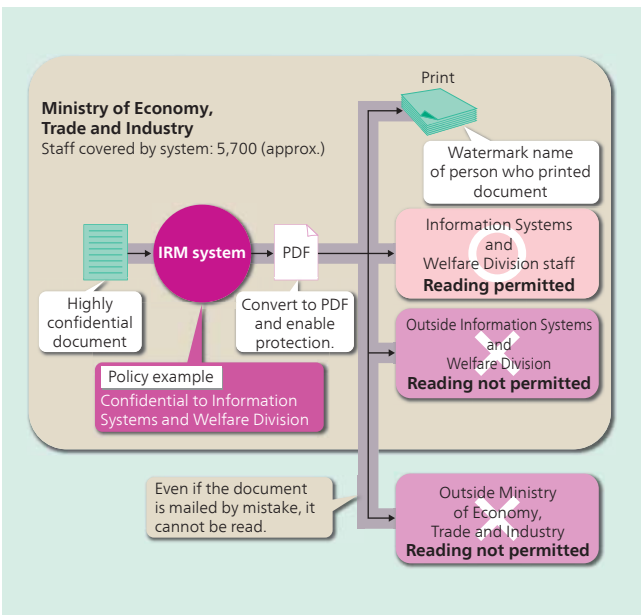 Print
Ministry of Economy,
Trade and Industry
Staff covered by system: 5,700 (approx.)
Watermark name
of person who printed
document
IRM system
PDF
Information Systems
and
Welfare Division staff
Reading permitted
Highly
confidential
document
Convert to PDF
and enable
protection.
Outside Information Systems
and
Welfare Division
Reading not permitted
Policy example
Confidential to Information
Systems and Welfare Division
Even if the document
is mailed by mistake, it
cannot be read.
Outside Ministry
of Economy,
Trade and Industry
Reading not permitted